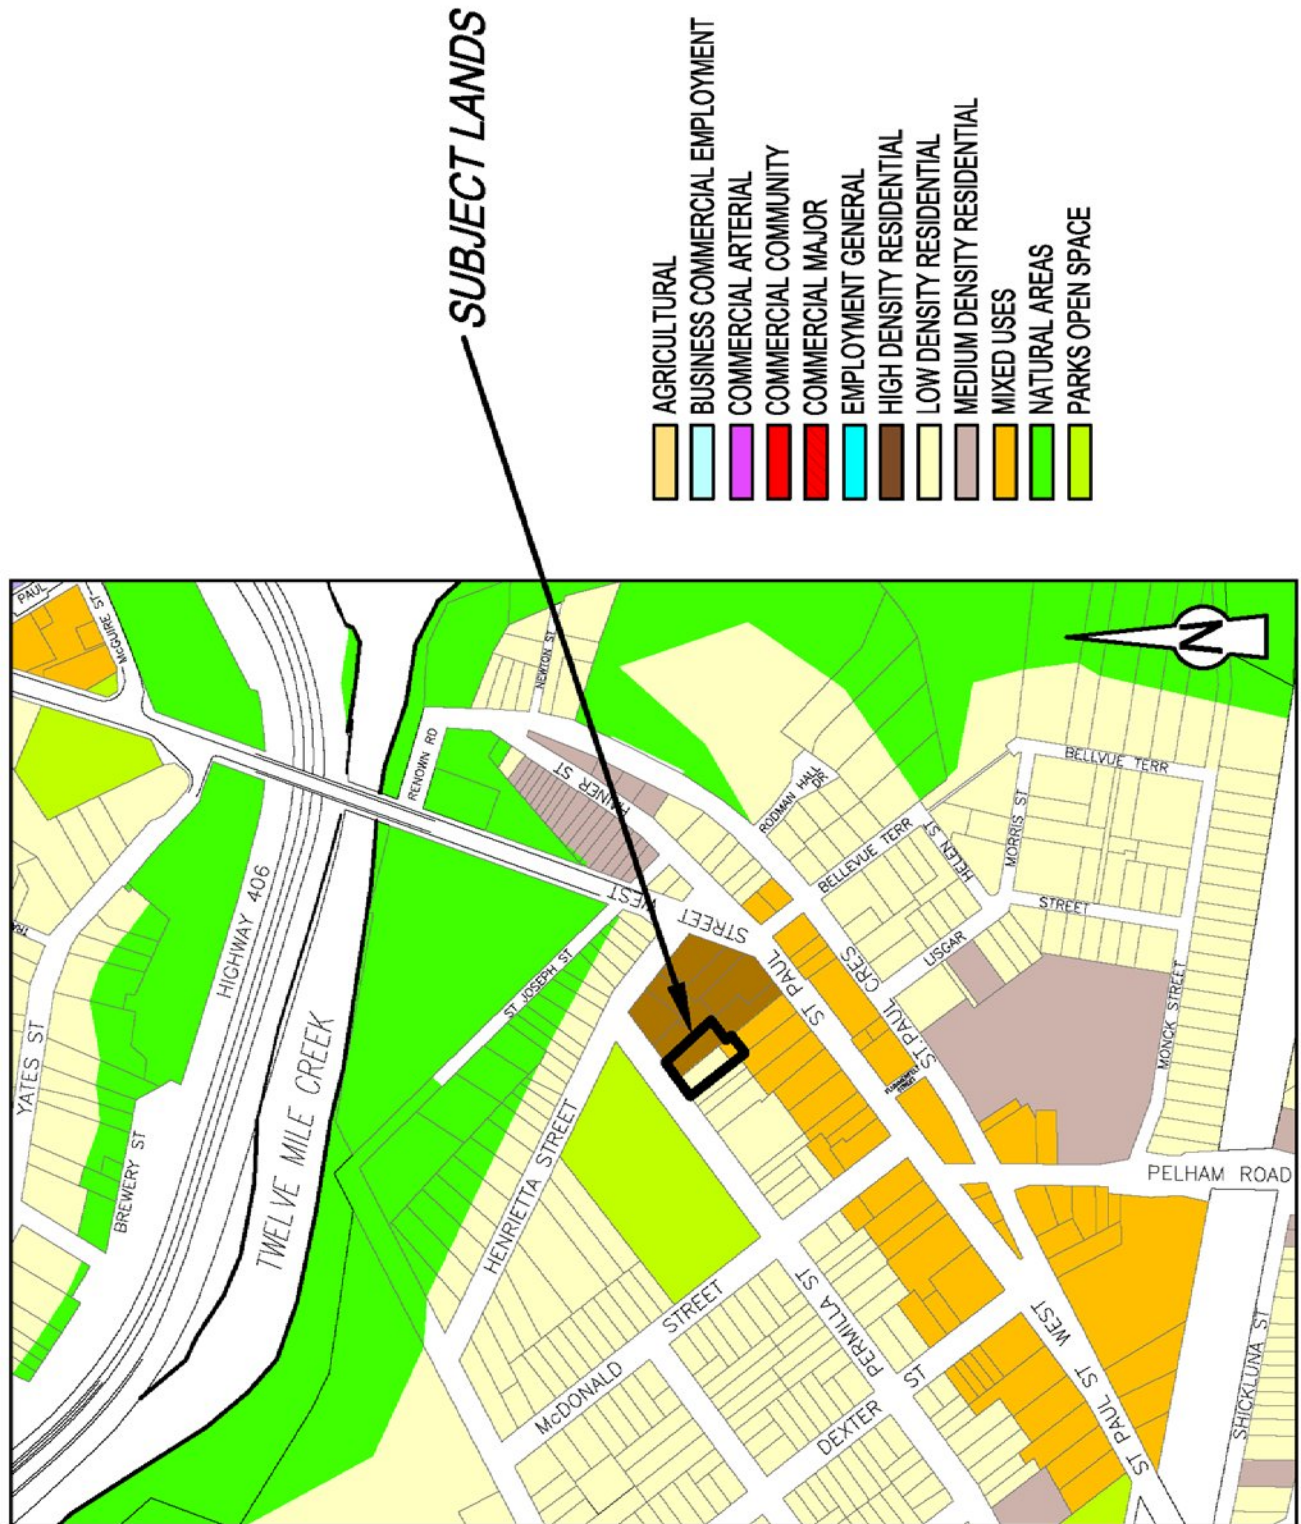 SUBJECT LANDS
AGRICULTURAL
BUSINESS COMMERCIAL EMPLOYMENT
COMMERCIAL ARTERIAL
COMMERCIAL COMMUNITY
COMMERCIAL MAJOR
EMPLOYMENT GENERAL
HIGH DENSITY RESIDENTIAL
LOW DENSITY RESIDENTIAL
MEDIUM DENSITY RESIDENTIAL
MIXED USES
NATURAL AREAS
PARKS OPEN SPACE
PAUL
McGUIRE ST
YATES ST
BREWERY ST
HIGHWAY 406
TWELVE MILE CREEK
RENOWN RD
NEWTON ST
RAINER ST
WEST
STREET
ST JOSEPH ST
HENRIETTA STREET
RODMAN HALL
DR
BELLEVUE TERR
HELEN ST
MORRIS ST
BELLVUE TERR
STREET
LISGAR
ST PAUL
ST
ST PAUL
CRES
MONCK STREET
PELHAM ROAD
McDONALD
STREET
PERMILLA ST
DEXTER
ST
ST PAUL ST WEST
SHICKLUNA ST
N